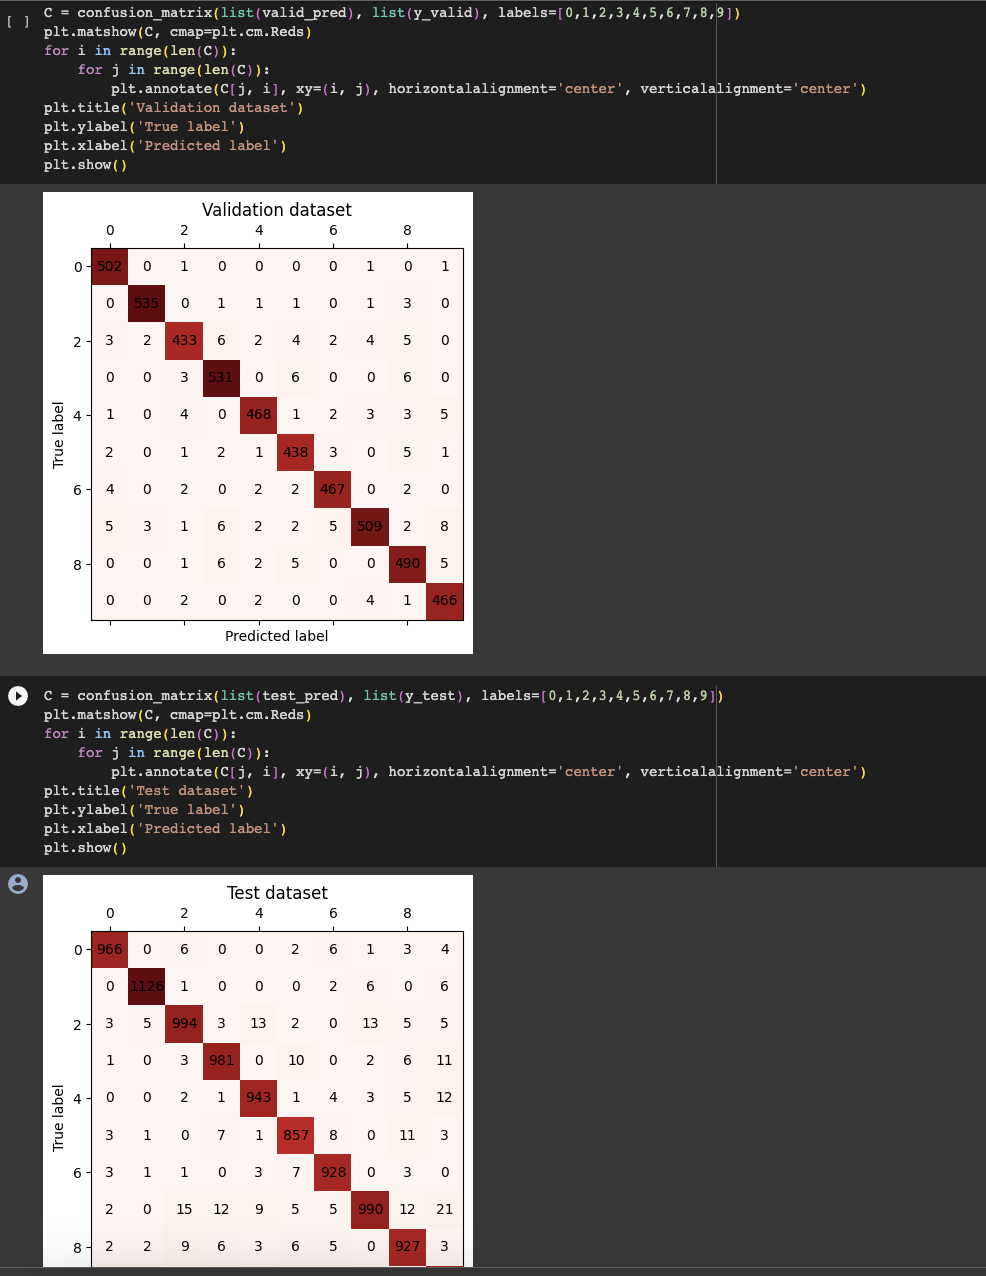 [ ]
C = confusion_matrix(list(valid_pred), list(y_valid), labels=[0,1,2,3,4,5,6,7,8,9])
plt.matshow(C, cmap=plt.cm.Reds)
for i in range(len(C)):
    for j in range(len(C)):
        plt.annotate(C[j, i], xy=(i, j), horizontalalignment='center', verticalalignment='center')
plt.title('Validation dataset')
plt.ylabel('True label')
plt.xlabel('Predicted label')
plt.show()
Validation dataset
0 2 4 6 8
0 502 0 1 0 0 0 0 1 0 1
0 535 0 1 1 1 0 1 3 0
2 3 2 433 6 2 4 2 4 5 0
0 0 3 531 0 6 0 0 6 0
4 1 0 4 0 468 1 2 3 3 5
True label
2 0 1 2 1 438 3 0 5 1
6 4 0 2 0 2 2 467 0 2 0
5 3 1 6 2 2 5 509 2 8
8 0 0 1 6 2 5 0 0 490 5
0 0 2 0 2 0 0 4 1 466
Predicted label
C = confusion_matrix(list(test_pred), list(y_test), labels=[0,1,2,3,4,5,6,7,8,9])
plt.matshow(C, cmap=plt.cm.Reds)
for i in range(len(C)):
    for j in range(len(C)):
        plt.annotate(C[j, i], xy=(i, j), horizontalalignment='center', verticalalignment='center')
plt.title('Test dataset')
plt.ylabel('True label')
plt.xlabel('Predicted label')
plt.show()
Test dataset
0 2 4 6 8
0 966 0 6 0 0 2 6 1 3 4
0 1126 1 0 0 0 2 6 0 6
2 3 5 994 3 13 2 0 13 5 5
1 0 3 981 0 10 0 2 6 11
4 0 0 2 1 943 1 4 3 5 12
True label
3 1 0 7 1 857 8 0 11 3
6 3 1 1 0 3 7 928 0 3 0
2 0 15 12 9 5 5 990 12 21
8 2 2 9 6 3 6 5 0 927 3